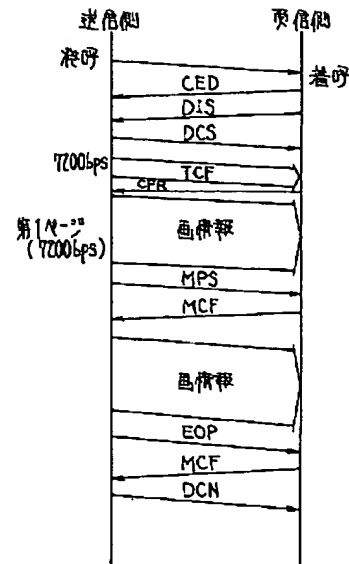 送信側 受信側
発呼
着呼
CED
DIS
DCS
7200bps
TCF
CFR
第1ページ
(7200bps)
画情報
MPS
MCF
画情報
EOP
MCF
DCN